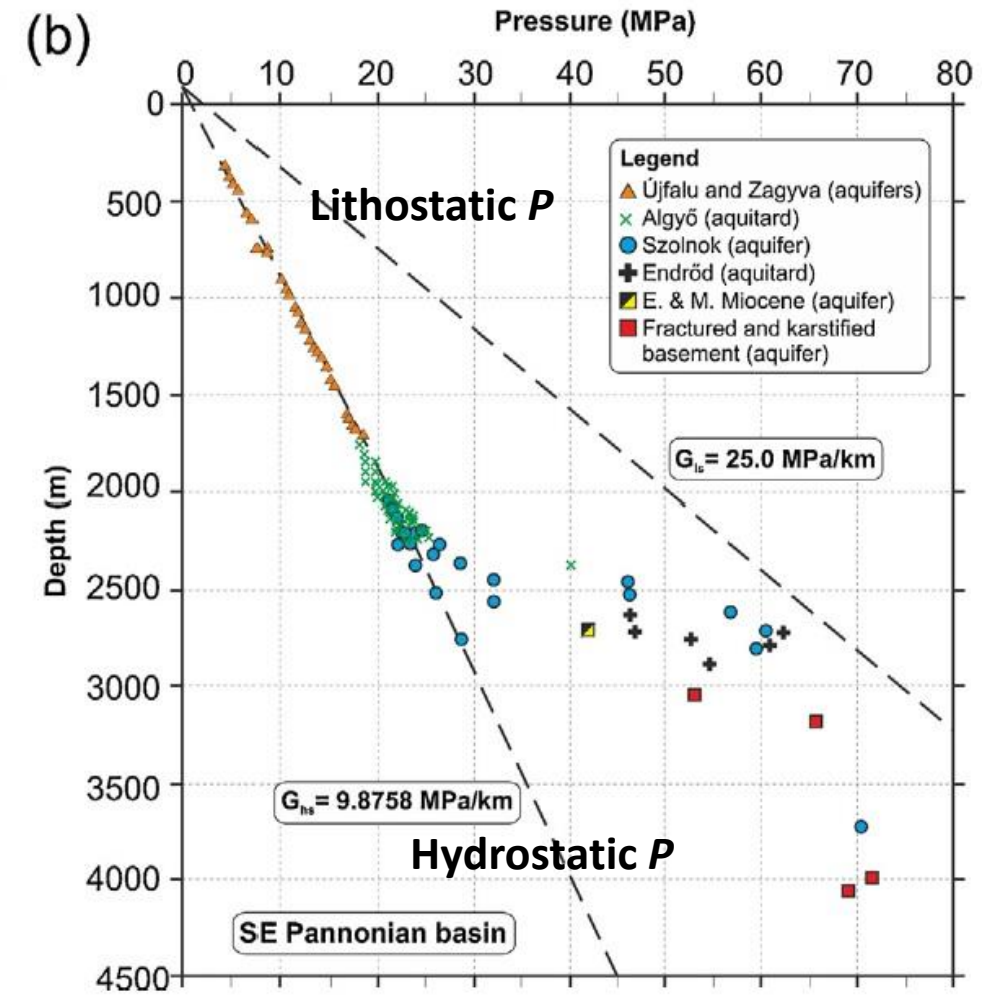 (b)
Pressure (MPa)
0 10 20 30 40 50 60 70 80
0
500
1000
1500
2000
2500
3000
3500
4000
4500
Depth (m)
Lithostatic P
Legend
Újfalu and Zagyva (aquifers)
Algyő (aquitard)
Szolnok (aquifer)
Endrőd (aquitard)
E. & M. Miocene (aquifer)
Fractured and karstified
basement (aquifer)
Gls= 25.0 MPa/km
Ghs= 9.8758 MPa/km
Hydrostatic P
SE Pannonian basin